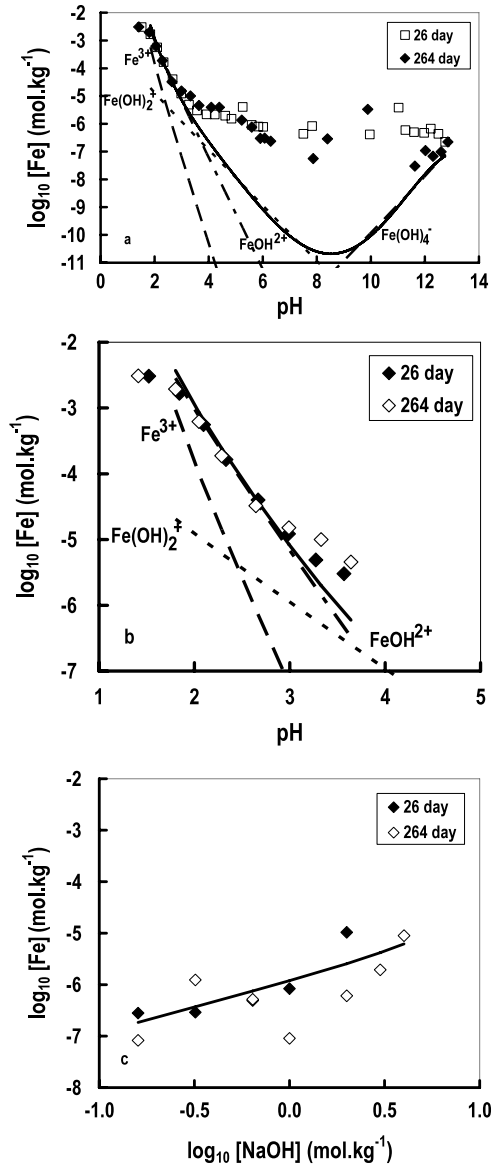 -2
-3
-4
-5
-6
-7
-8
-9
-10
-11
log10 [Fe] (mol.kg-1)
□ 26 day
◆ 264 day
Fe3+
Fe(OH)2+
FeOH2+
Fe(OH)4-
a
0 2 4 6 8 10 12 14
pH
-2
-3
-4
-5
-6
-7
log10 [Fe] (mol.kg-1)
◆ 26 day
◇ 264 day
Fe3+
Fe(OH)2+
FeOH2+
b
1 2 3 4 5
pH
-2
-3
-4
-5
-6
-7
-8
log10 [Fe] (mol.kg-1)
◆ 26 day
◇ 264 day
c
-1.0 -0.5 0.0 0.5 1.0
log10 [NaOH] (mol.kg-1)